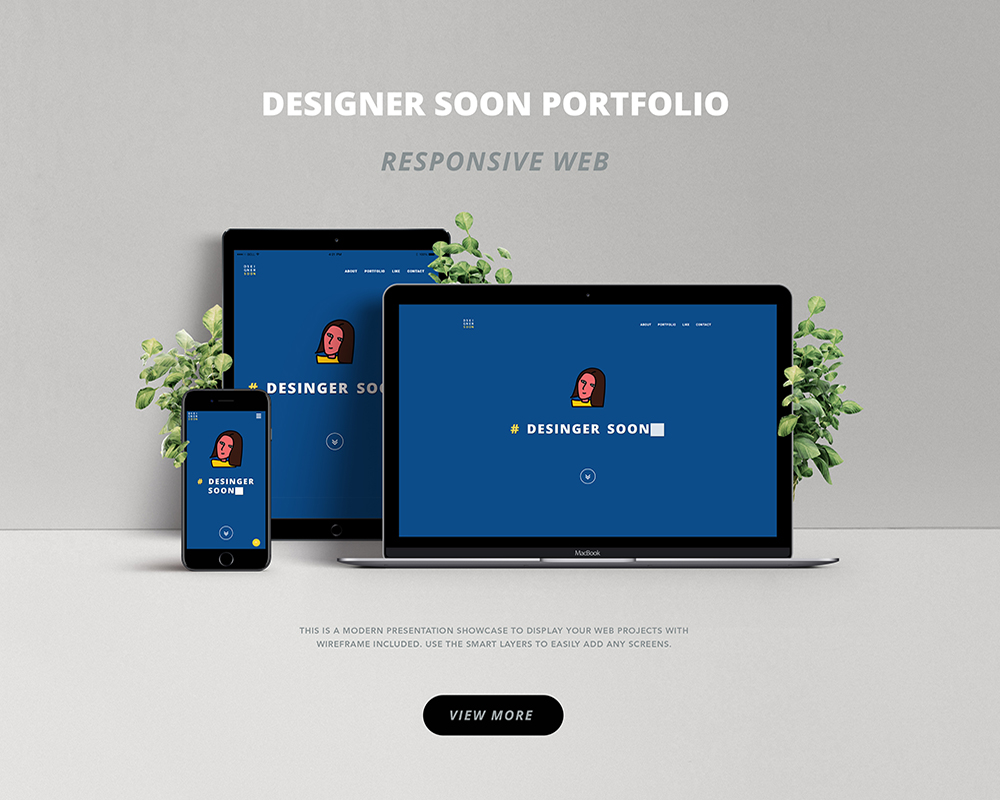 DESIGNER SOON PORTFOLIO
RESPONSIVE WEB
ABOUT PORTFOLIO LIKE CONTACT
# DESINGER SOO
ABOUT PORTFOLIO LIKE CONTACT
# DESINGER SOON
# DESINGER
SOON
MacBook
THIS IS A MODERN PRESENTATION SHOWCASE TO DISPLAY YOUR WEB PROJECTS WITH
WIREFRAME INCLUDED. USE THE SMART LAYERS TO EASILY ADD ANY SCREENS.
VIEW MORE